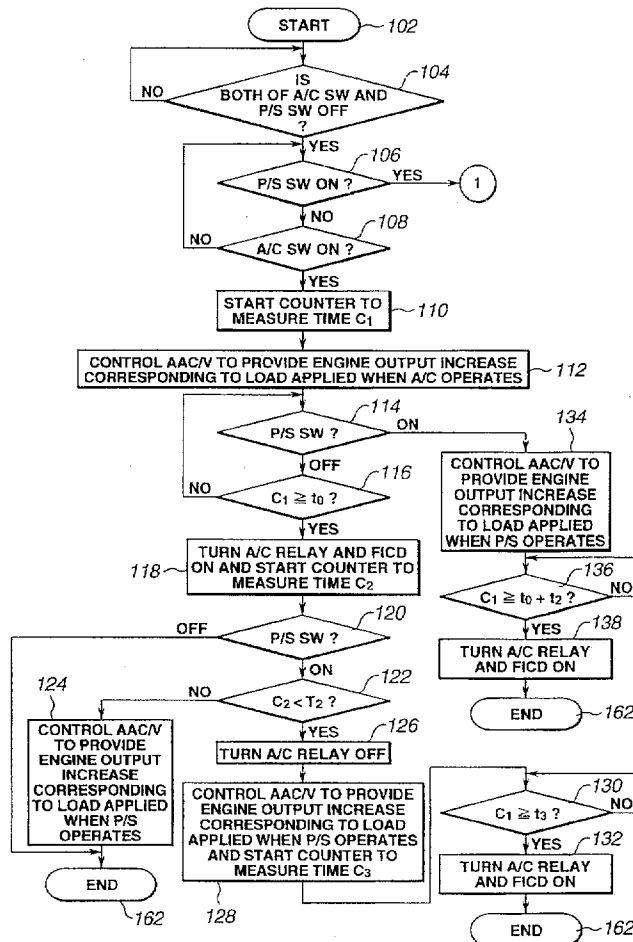 START
102
IS
BOTH OF A/C SW AND
P/S SW OFF
?
104
NO
YES
106
P/S SW ON ?
YES
1
NO
108
NO
A/C SW ON ?
YES
START COUNTER TO
MEASURE TIME C1
110
CONTROL AAC/V TO PROVIDE ENGINE OUTPUT INCREASE
CORRESPONDING TO LOAD APPLIED WHEN A/C OPERATES
112
114
P/S SW ?
ON
OFF
116
NO
C1 ≧ t0 ?
YES
TURN A/C RELAY AND FICD
ON AND START COUNTER TO
MEASURE TIME C2
118
120
OFF
P/S SW ?
ON
122
NO
C2 < T2 ?
YES
124
CONTROL AAC/V
TO PROVIDE
ENGINE OUTPUT
INCREASE
CORRESPONDING
TO LOAD APPLIED
WHEN P/S
OPERATES
END
162
126
TURN A/C RELAY OFF
CONTROL AAC/V TO PROVIDE
ENGINE OUTPUT INCREASE
CORRESPONDING TO LOAD
APPLIED WHEN P/S OPERATES
AND START COUNTER TO
MEASURE TIME C3
128
134
CONTROL AAC/V TO
PROVIDE ENGINE
OUTPUT INCREASE
CORRESPONDING
TO LOAD APPLIED
WHEN P/S OPERATES
136
C1 ≧ t0 + t2 ?
NO
YES
138
TURN A/C RELAY
AND FICD ON
END
162
130
C1 ≧ t3 ?
NO
YES
132
TURN A/C RELAY
AND FICD ON
END
162